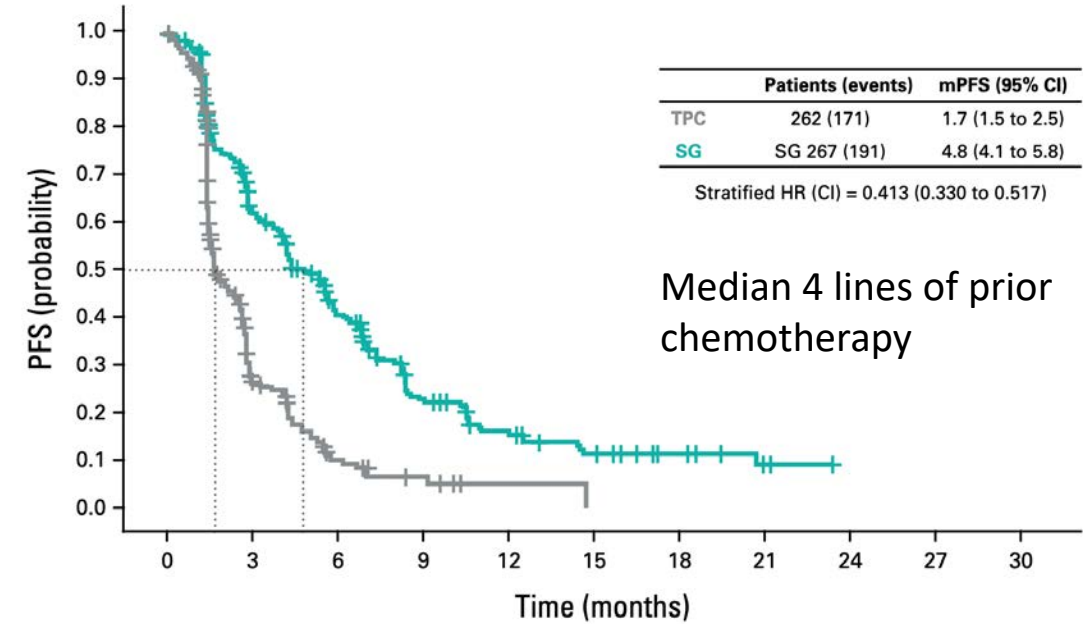 1.0
0.9
0.8
0.7
0.6
0.5
0.4
0.3
0.2
0.1
0.0
PFS (probability)
Patients (events) mPFS (95% CI)
TPC 262 (171) 1.7 (1.5 to 2.5)
SG SG 267 (191) 4.8 (4.1 to 5.8)
Stratified HR (CI) = 0.413 (0.330 to 0.517)
Median 4 lines of prior
chemotherapy
0 3 6 9 12 15 18 21 24 27 30
Time (months)